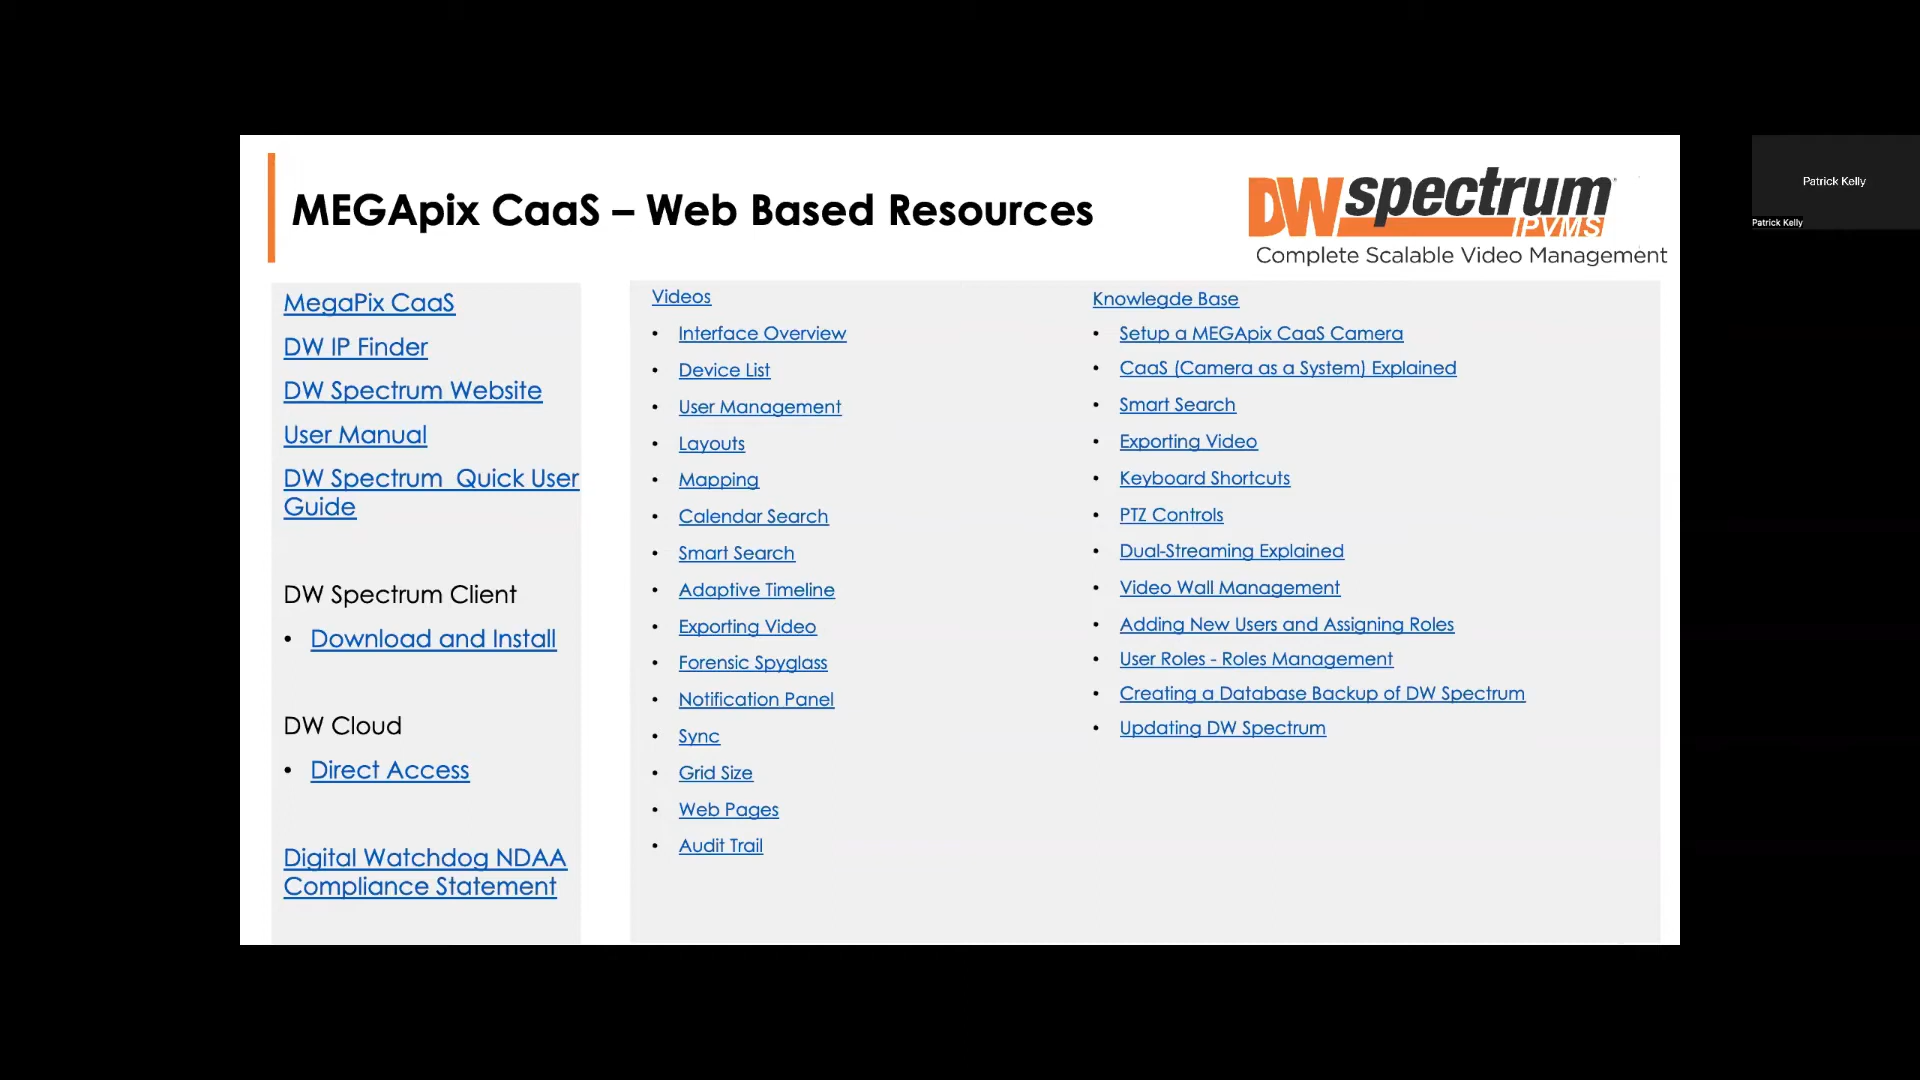 MEGApix CaaS – Web Based Resources
DWspectrum
IPVMS
Complete Scalable Video Management
MegaPix CaaS
DW IP Finder
DW Spectrum Website
User Manual
DW Spectrum  Quick User
Guide
DW Spectrum Client
• Download and Install
DW Cloud
• Direct Access
Digital Watchdog NDAA
Compliance Statement
Videos
• Interface Overview
• Device List
• User Management
• Layouts
• Mapping
• Calendar Search
• Smart Search
• Adaptive Timeline
• Exporting Video
• Forensic Spyglass
• Notification Panel
• Sync
• Grid Size
• Web Pages
• Audit Trail
Knowlegde Base
• Setup a MEGApix CaaS Camera
• CaaS (Camera as a System) Explained
• Smart Search
• Exporting Video
• Keyboard Shortcuts
• PTZ Controls
• Dual-Streaming Explained
• Video Wall Management
• Adding New Users and Assigning Roles
• User Roles - Roles Management
• Creating a Database Backup of DW Spectrum
• Updating DW Spectrum
Patrick Kelly
Patrick Kelly